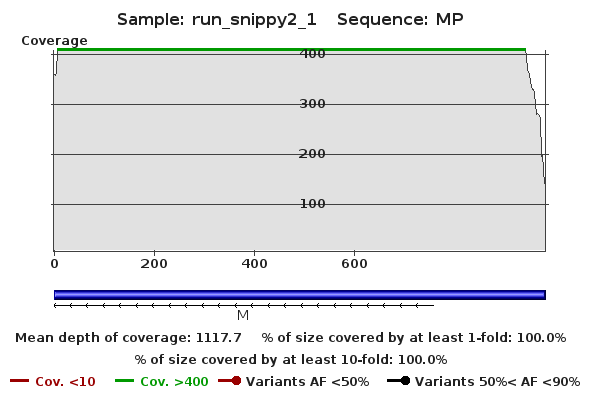 Sample: run_snippy2_1   Sequence: MP
Coverage
400
300
200
100
0 200 400 600
M
Mean depth of coverage: 1117.7   % of size covered by at least 1-fold: 100.0%
% of size covered by at least 10-fold: 100.0%
Cov. <10   Cov. >400   Variants AF <50%   Variants 50%< AF <90%